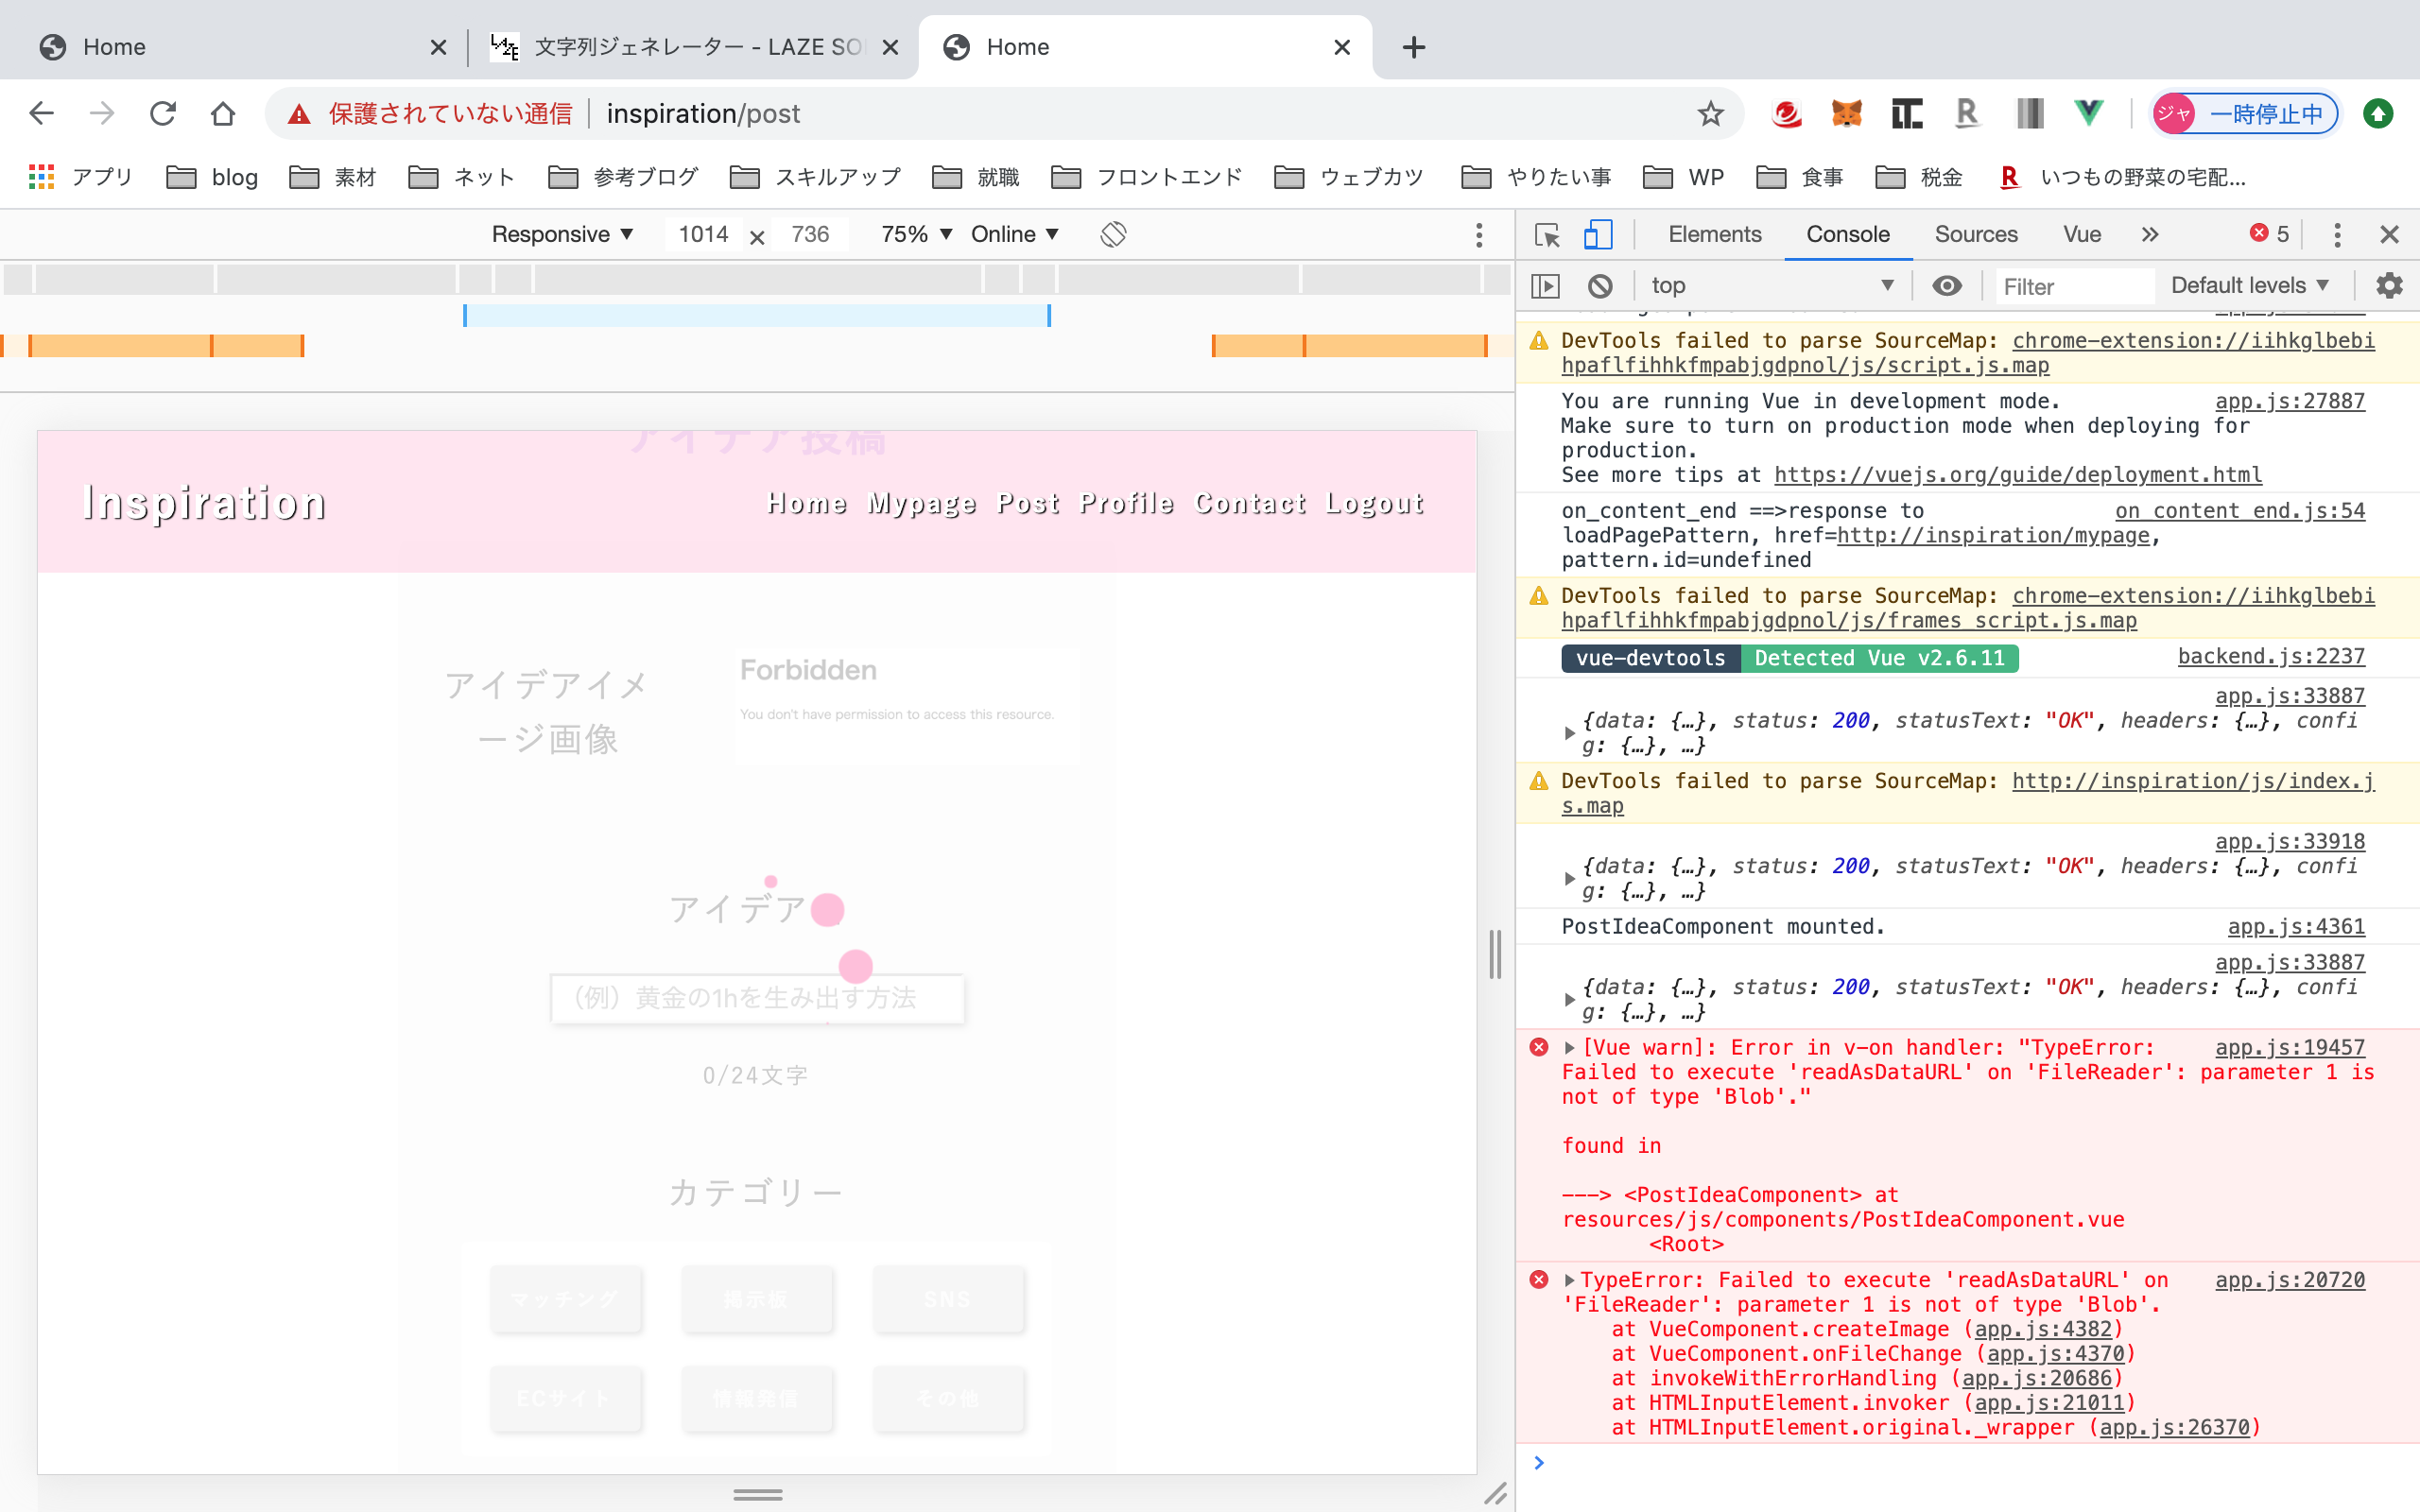 Home
文字列ジェネレーター - LAZE SO
Home
保護されていない通信 inspiration/post
ジャ 一時停止中
アプリ blog 素材 ネット 参考ブログ スキルアップ 就職 フロントエンド ウェブカツ やりたい事 WP 食事 税金 いつもの野菜の宅配...
Responsive 1014 × 736 75% Online
Elements Console Sources Vue 5
top Filter Default levels
アイデア投稿
Inspiration
Home Mypage Post Profile Contact Logout
アイデアイメ
ージ画像
Forbidden
You don't have permission to access this resource.
アイデア
（例）黄金の1hを生み出す方法
0/24文字
カテゴリー
マッチング 掲示板 SNS
ECサイト 情報発信 その他
DevTools failed to parse SourceMap: chrome-extension://iihkglbebi
hpaflfihhkfmpabjgdpnol/js/script.js.map
You are running Vue in development mode. app.js:27887
Make sure to turn on production mode when deploying for
production.
See more tips at https://vuejs.org/guide/deployment.html
on_content_end ==>response to on_content_end.js:54
loadPagePattern, href=http://inspiration/mypage,
pattern.id=undefined
DevTools failed to parse SourceMap: chrome-extension://iihkglbebi
hpaflfihhkfmpabjgdpnol/js/frames_script.js.map
vue-devtools Detected Vue v2.6.11 backend.js:2237
app.js:33887
{data: {…}, status: 200, statusText: "OK", headers: {…}, confi
g: {…}, …}
DevTools failed to parse SourceMap: http://inspiration/js/index.j
s.map
app.js:33918
{data: {…}, status: 200, statusText: "OK", headers: {…}, confi
g: {…}, …}
PostIdeaComponent mounted. app.js:4361
app.js:33887
{data: {…}, status: 200, statusText: "OK", headers: {…}, confi
g: {…}, …}
[Vue warn]: Error in v-on handler: "TypeError: app.js:19457
Failed to execute 'readAsDataURL' on 'FileReader': parameter 1 is
not of type 'Blob'."
found in
---> <PostIdeaComponent> at
resources/js/components/PostIdeaComponent.vue
<Root>
TypeError: Failed to execute 'readAsDataURL' on app.js:20720
'FileReader': parameter 1 is not of type 'Blob'.
at VueComponent.createImage (app.js:4382)
at VueComponent.onFileChange (app.js:4370)
at invokeWithErrorHandling (app.js:20686)
at HTMLInputElement.invoker (app.js:21011)
at HTMLInputElement.original._wrapper (app.js:26370)